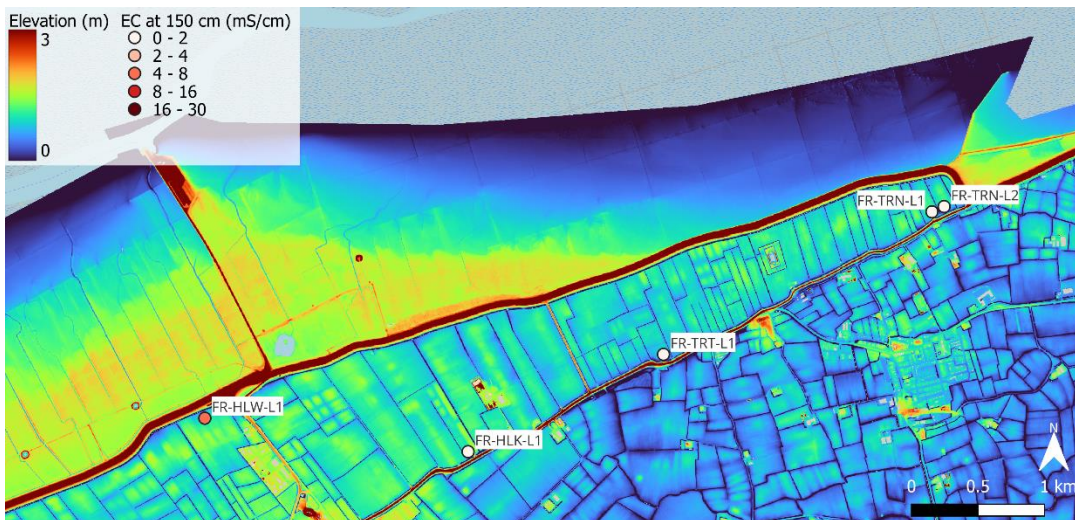 Elevation (m) EC at 150 cm (mS/cm)
3
0 - 2
2 - 4
4 - 8
8 - 16
16 - 30
0
FR-TRN-L1
FR-TRN-L2
FR-TRT-L1
FR-HLW-L1
FR-HLK-L1
N
0 0.5 1 km